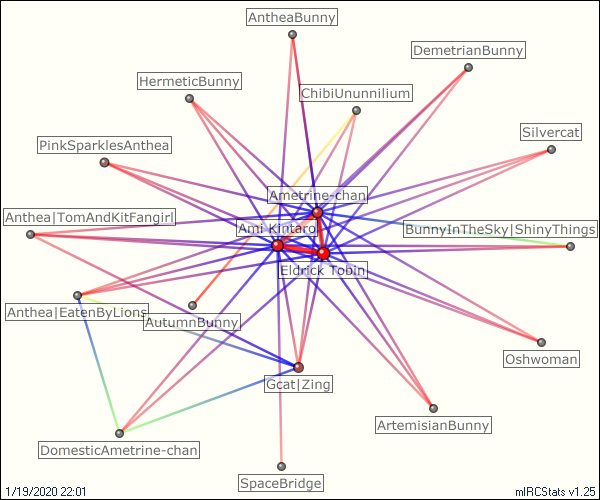 AntheaBunny
DemetrianBunny
HermeticBunny
ChibiUnunnilium
Silvercat
PinkSparklesAnthea
Ametrine-chan
Anthea|TomAndKitFangirl
Ami Kintaro
BunnyInTheSky|ShinyThings
Eldrick Tobin
Anthea|EatenByLions
AutumnBunny
Oshwoman
Gcat|Zing
ArtemisianBunny
DomesticAmetrine-chan
SpaceBridge
1/19/2020 22:01
mIRCStats v1.25